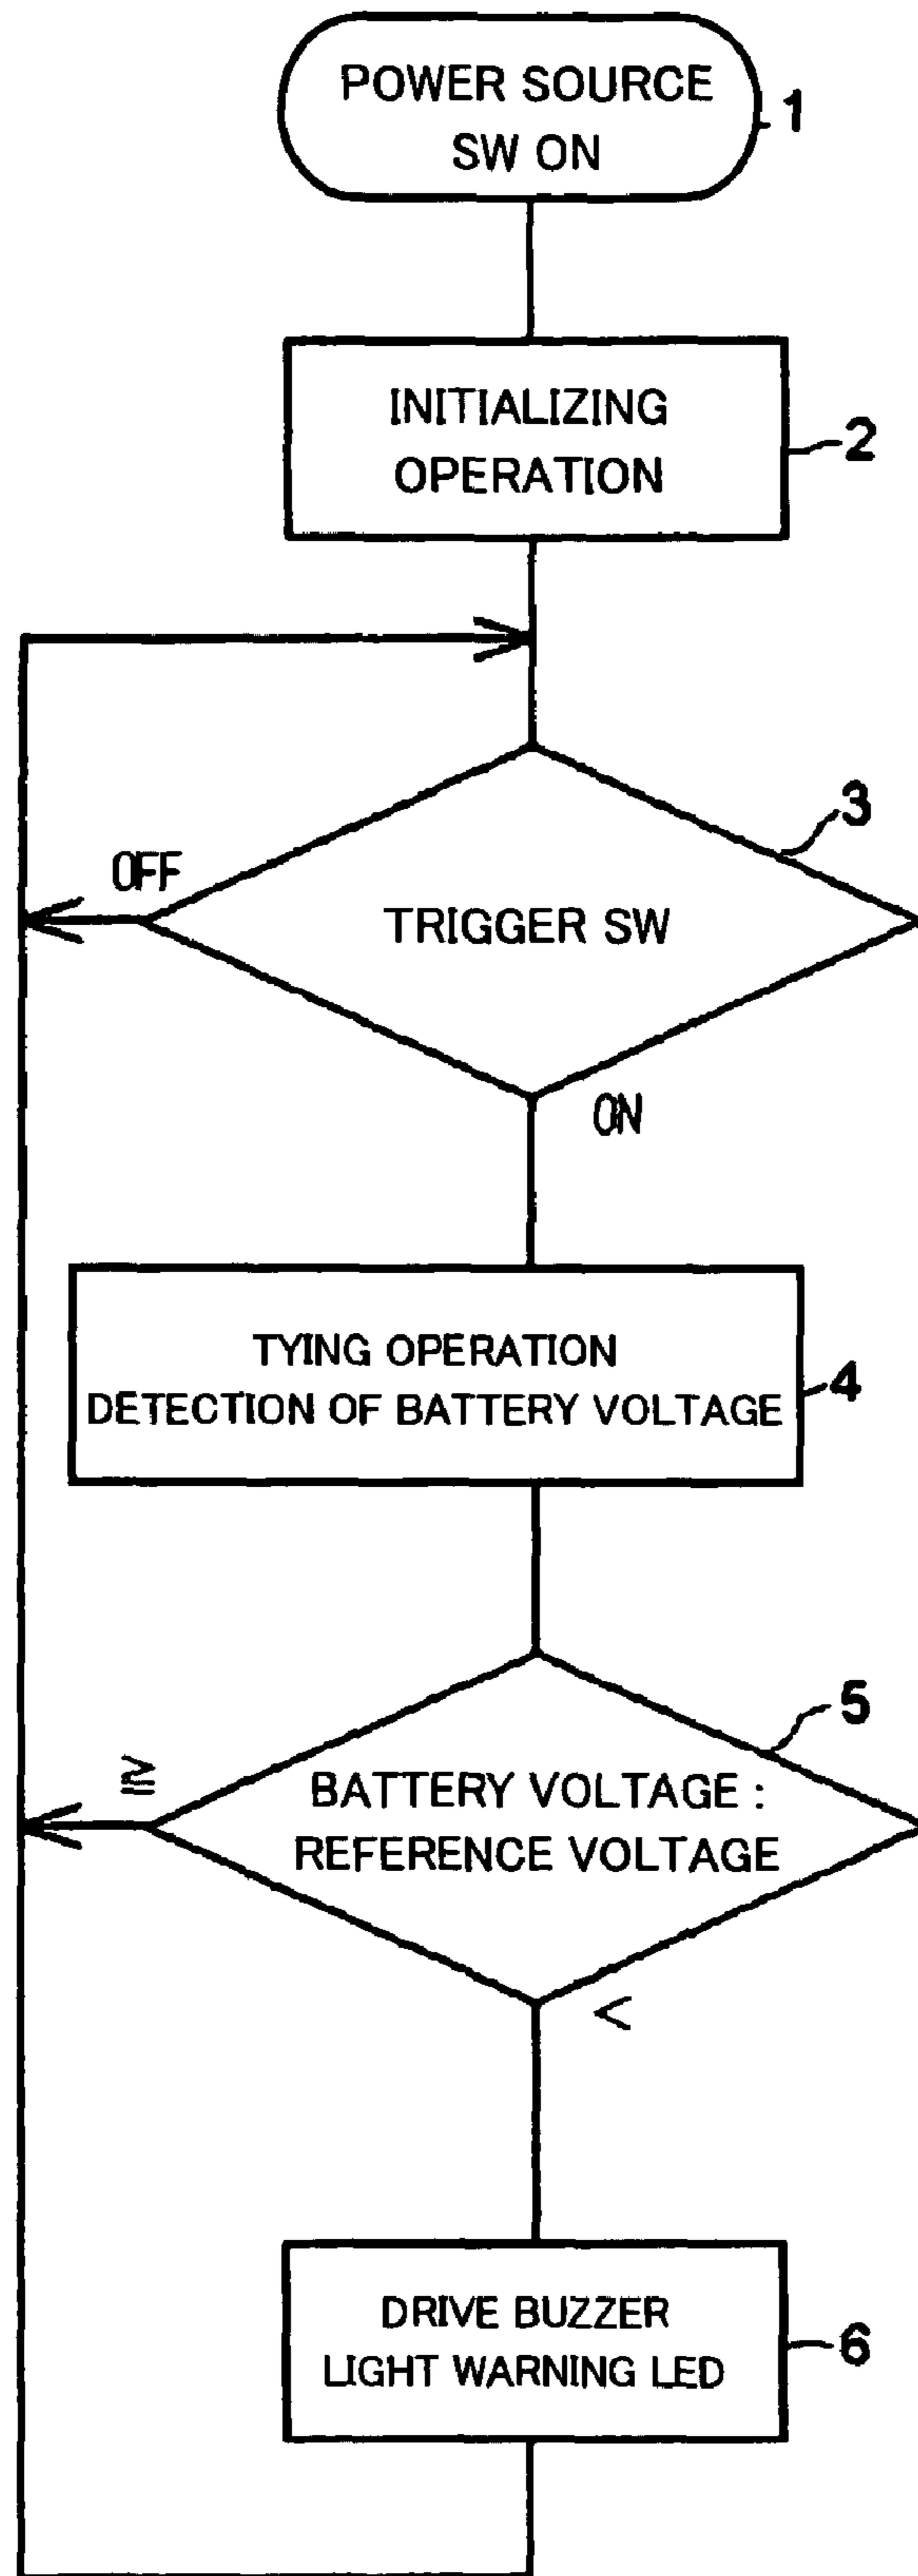 POWER SOURCE
SW ON
1
INITIALIZING
OPERATION
2
3
OFF
TRIGGER SW
ON
TYING OPERATION
DETECTION OF BATTERY VOLTAGE
4
5
≧
BATTERY VOLTAGE :
REFERENCE VOLTAGE
<
DRIVE BUZZER
LIGHT WARNING LED
6